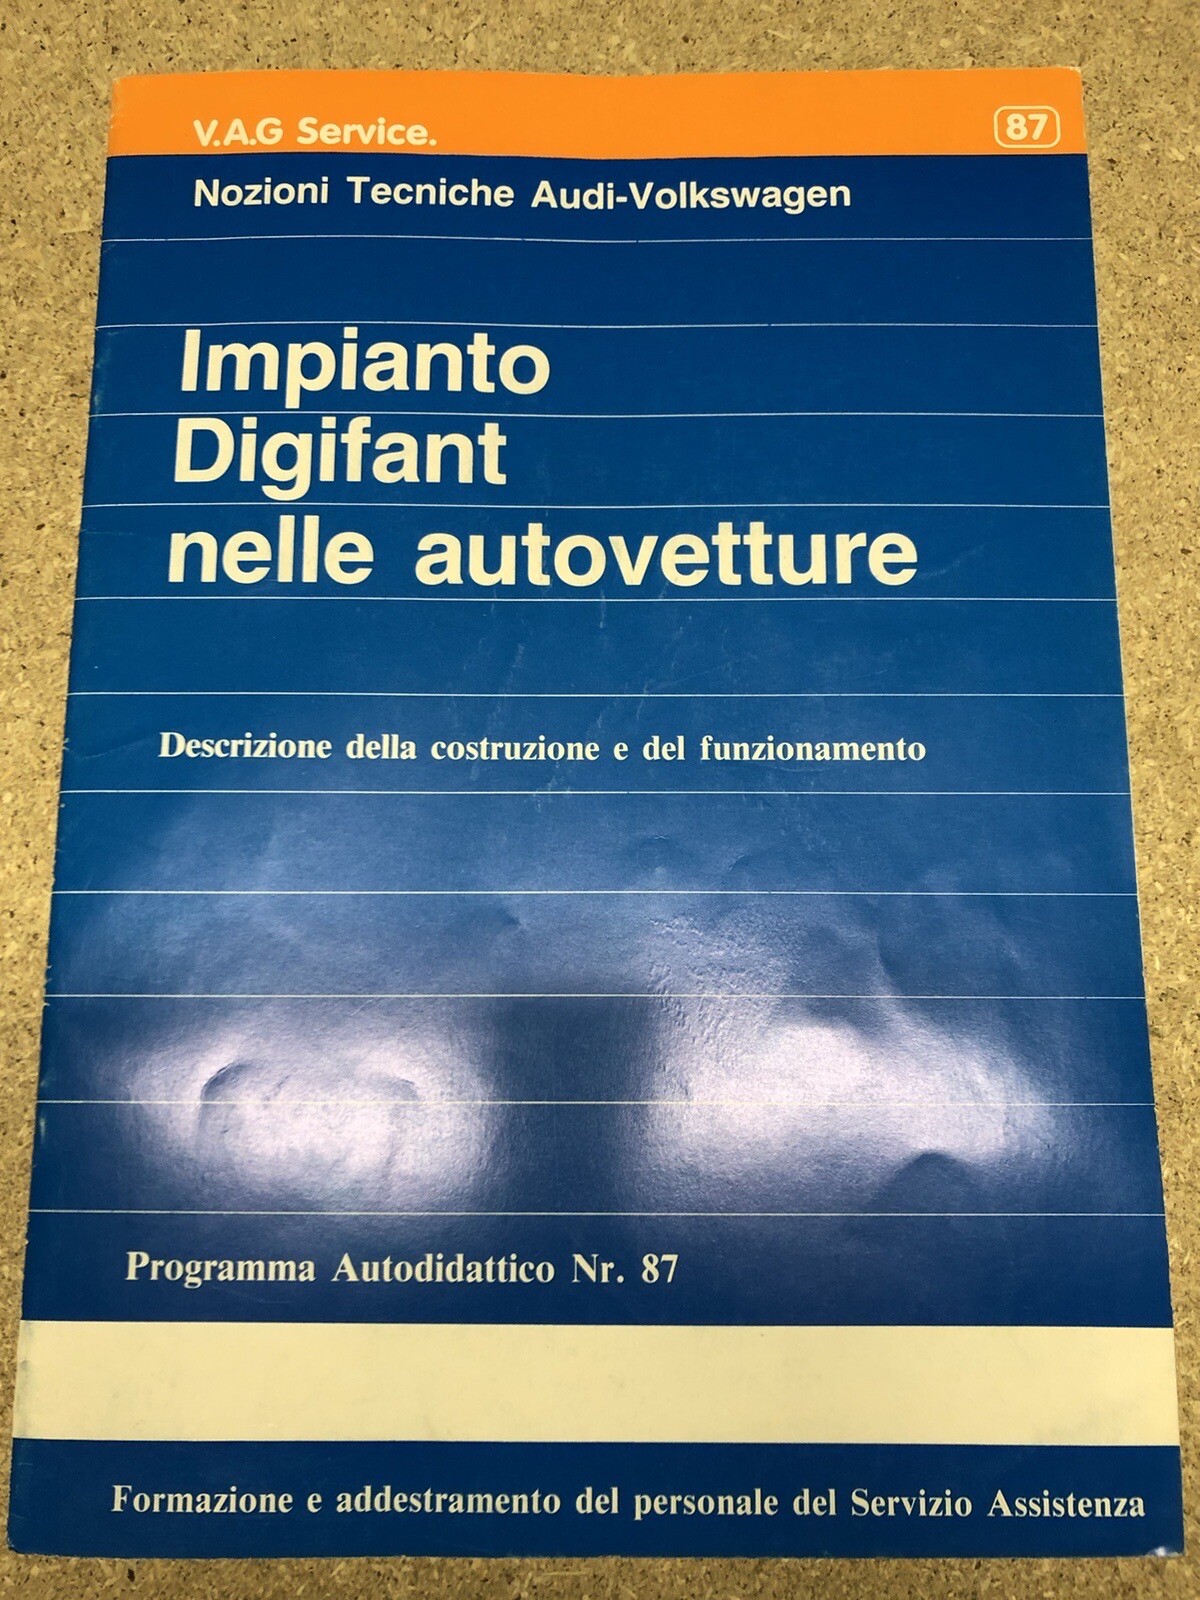 V.A.G Service.
87
Nozioni Tecniche Audi-Volkswagen
Impianto
Digifant
nelle autovetture
Descrizione della costruzione e del funzionamento
Programma Autodidattico Nr. 87
Formazione e addestramento del personale del Servizio Assistenza